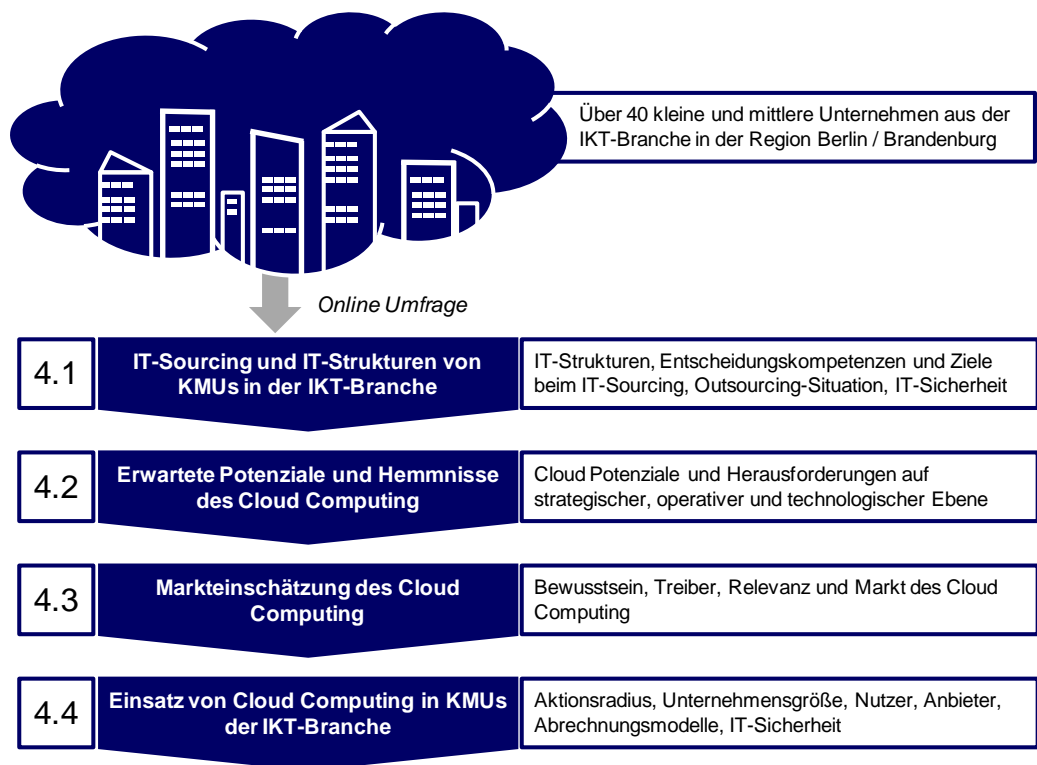 Über 40 kleine und mittlere Unternehmen aus der
IKT-Branche in der Region Berlin / Brandenburg
Online Umfrage
4.1
IT-Sourcing und IT-Strukturen von
KMUs in der IKT-Branche
IT-Strukturen, Entscheidungskompetenzen und Ziele
beim IT-Sourcing, Outsourcing-Situation, IT-Sicherheit
4.2
Erwartete Potenziale und Hemmnisse
des Cloud Computing
Cloud Potenziale und Herausforderungen auf
strategischer, operativer und technologischer Ebene
4.3
Markteinschätzung des Cloud
Computing
Bewusstsein, Treiber, Relevanz und Markt des Cloud
Computing
4.4
Einsatz von Cloud Computing in KMUs
der IKT-Branche
Aktionsradius, Unternehmensgröße, Nutzer, Anbieter,
Abrechnungsmodelle, IT-Sicherheit